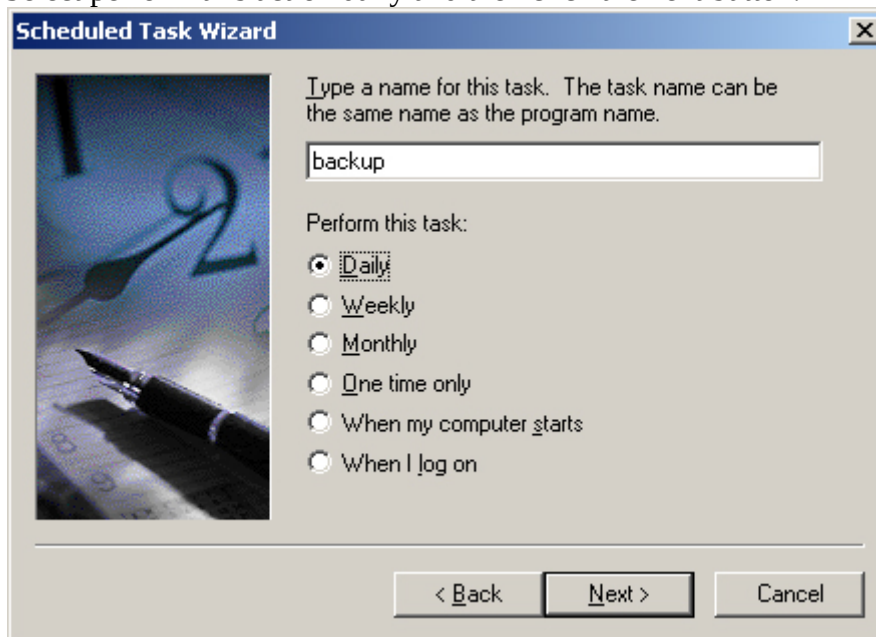 Scheduled Task Wizard
Type a name for this task. The task name can be
the same name as the program name.
backup
Perform this task:
Daily
Weekly
Monthly
One time only
When my computer starts
When I log on
< Back Next > Cancel